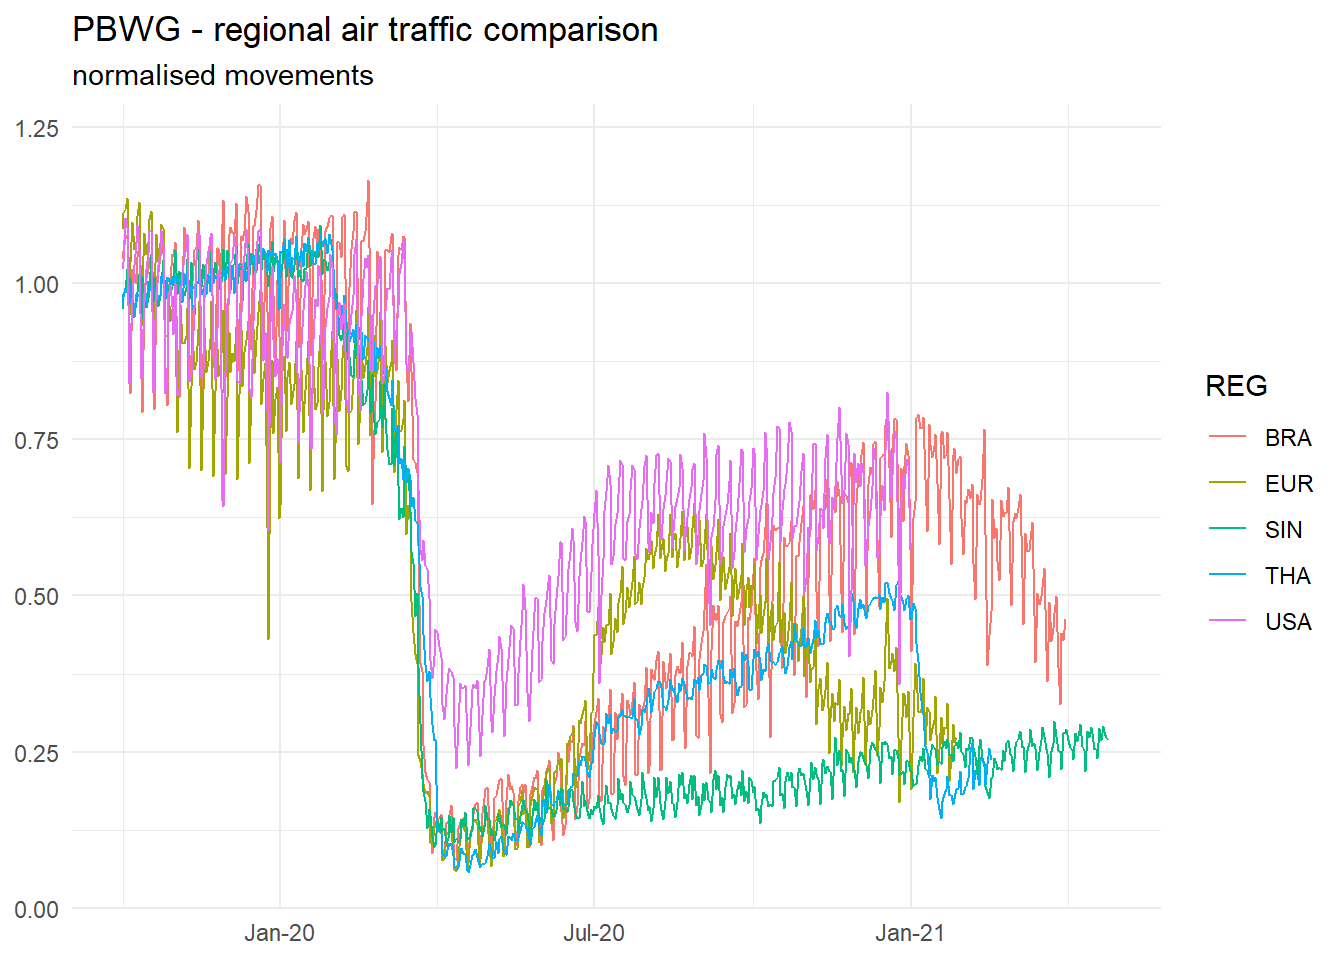 PBWG - regional air traffic comparison
normalised movements
1.25
1.00
0.75
0.50
0.25
0.00
Jan-20
Jul-20
Jan-21
REG
BRA
EUR
SIN
THA
USA